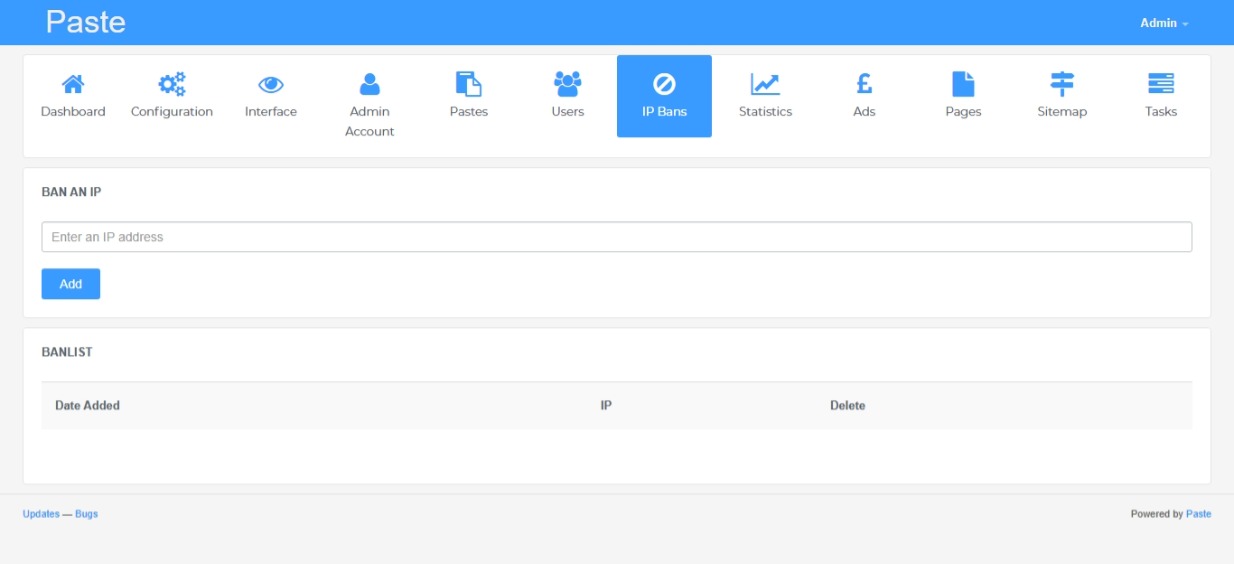 Paste
Admin
Dashboard
Configuration
Interface
Admin
Account
Pastes
Users
IP Bans
Statistics
Ads
Pages
Sitemap
Tasks
BAN AN IP
Enter an IP address
Add
BANLIST
Date Added IP Delete
Updates — Bugs
Powered by Paste